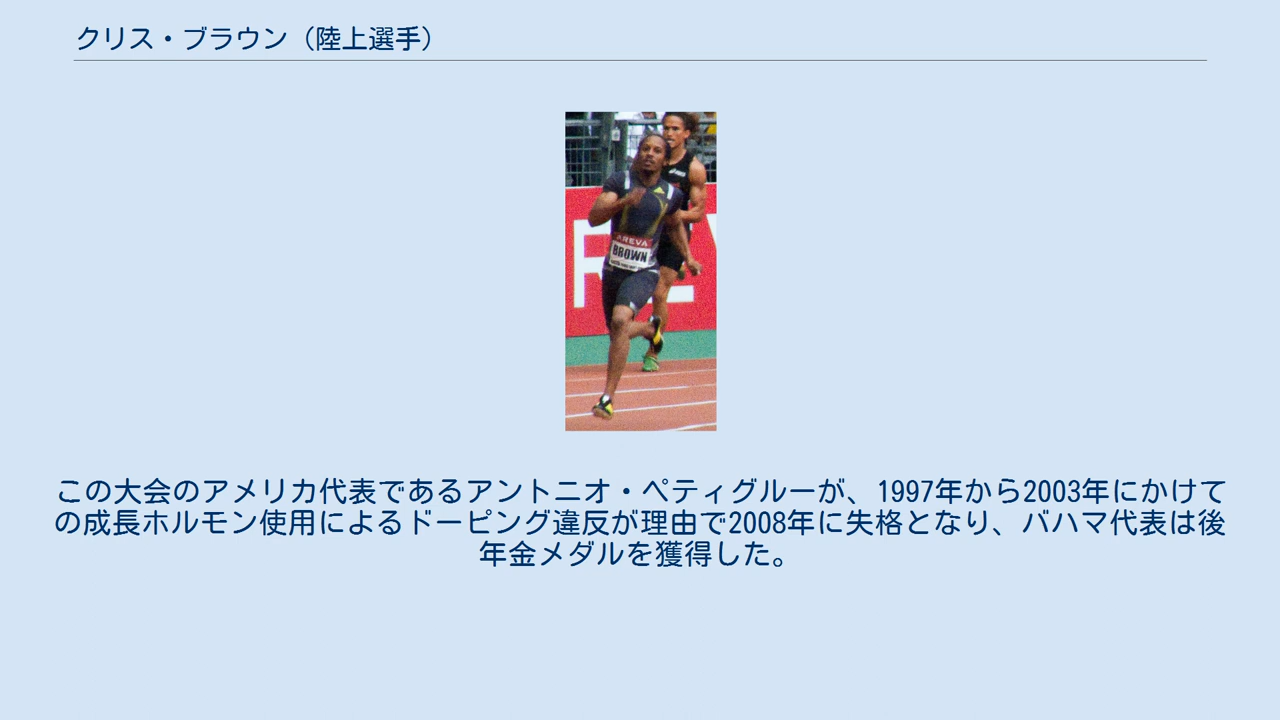 クリス・ブラウン（陸上選手）
AREVA
BROWN
この大会のアメリカ代表であるアントニオ・ペティグルーが、1997年から2003年にかけて
の成長ホルモン使用によるドーピング違反が理由で2008年に失格となり、バハマ代表は後
年金メダルを獲得した。